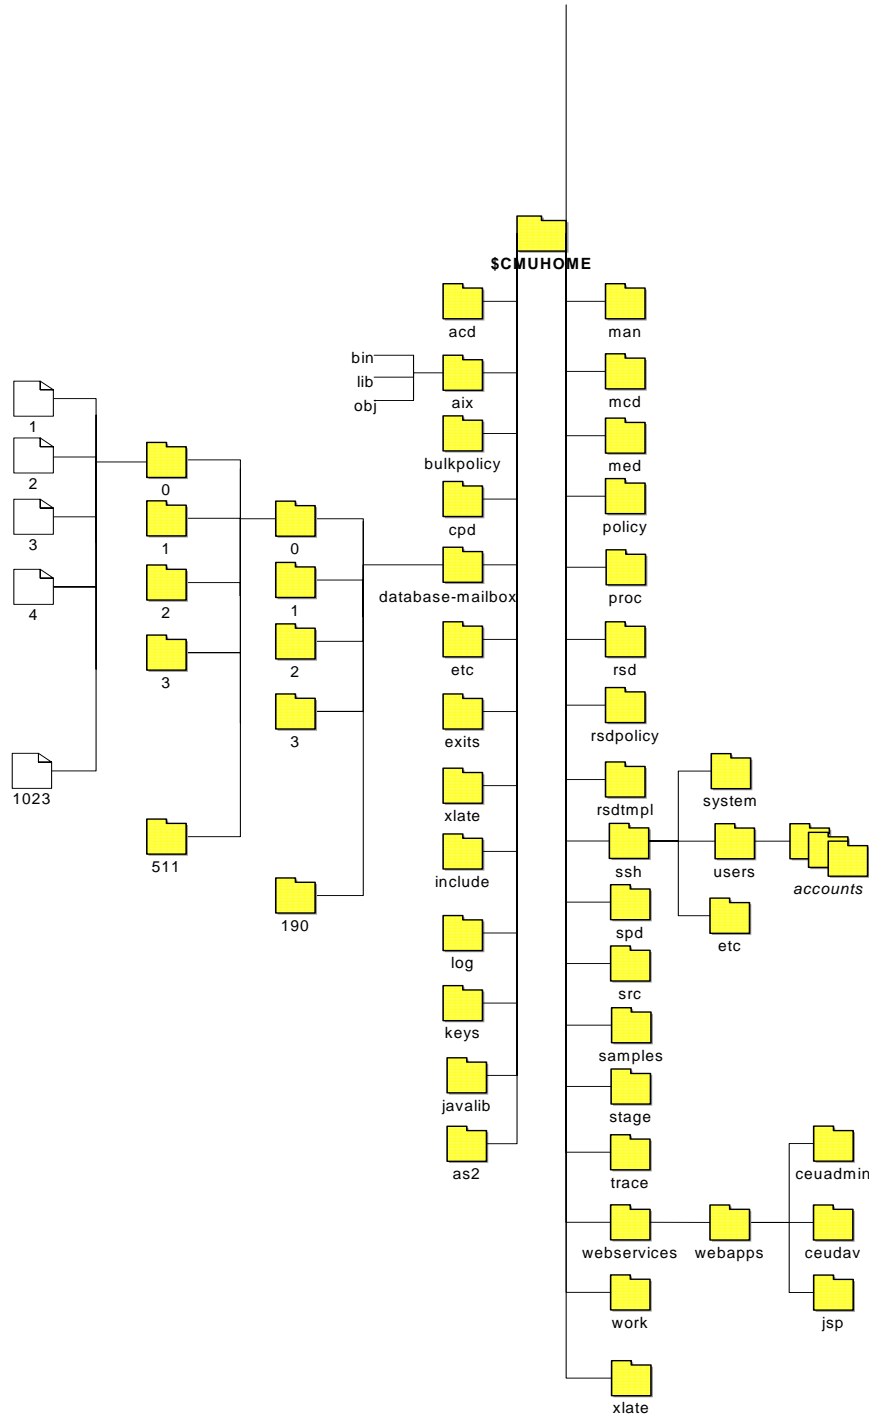 $CMUHOME
acd
man
bin
lib
obj
aix
mcd
1
bulkpolicy
med
2
0
cpd
policy
3
1
0
database-mailbox
proc
4
2
1
etc
rsd
3
2
exits
rsdpolicy
3
1023
xlate
rsdtmpl
system
511
include
ssh
users
accounts
190
log
spd
etc
src
keys
samples
javalib
stage
as2
trace
ceuadmin
webservices
webapps
ceudav
work
jsp
xlate